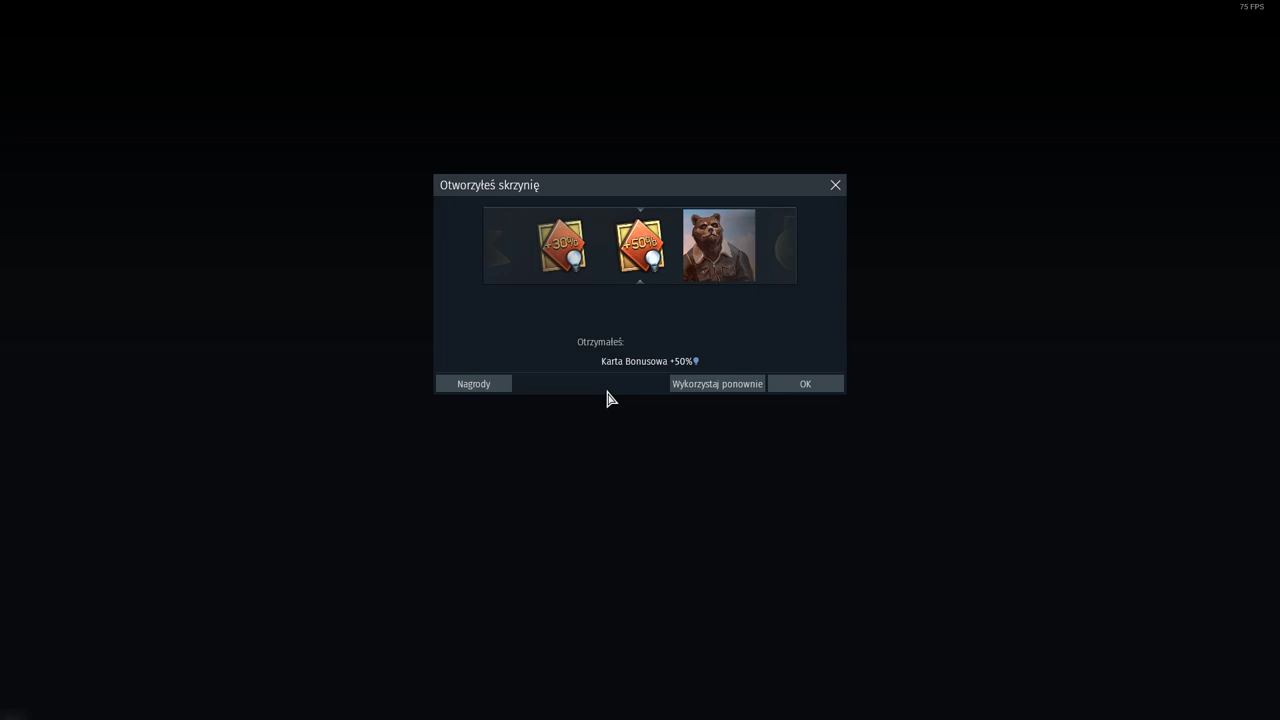 75 FPS
Otworzyłeś skrzynię
+30%
+50%
Otrzymałeś:
Karta Bonusowa +50%
Nagrody
Wykorzystaj ponownie
OK